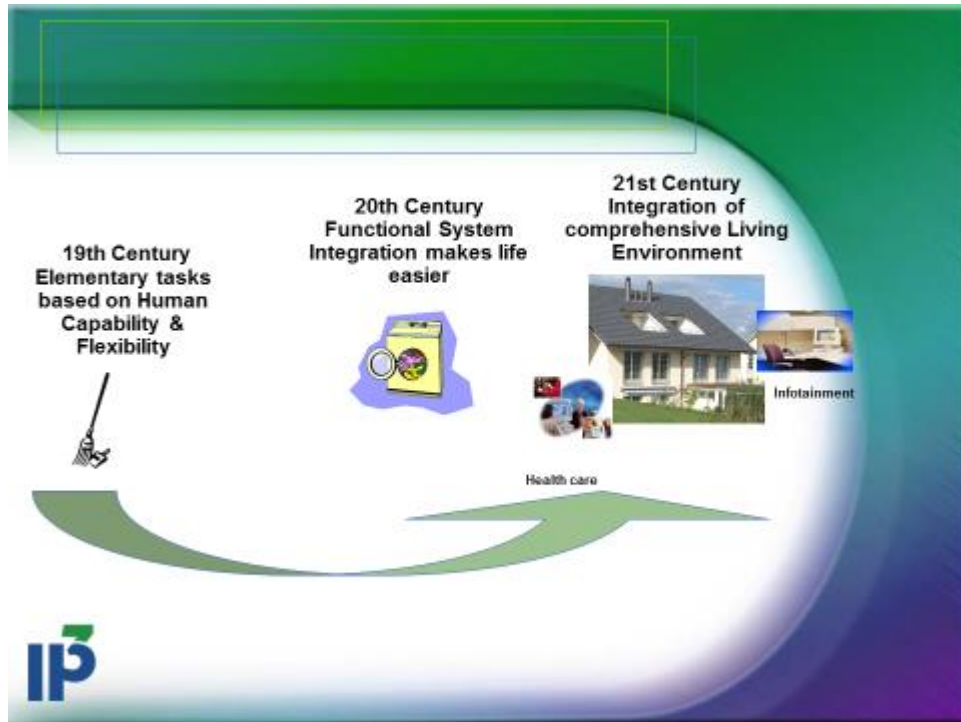 19th Century
Elementary tasks
based on Human
Capability &
Flexibility
20th Century
Functional System
Integration makes life
easier
21st Century
Integration of
comprehensive Living
Environment
Infotainment
Health care
IP3